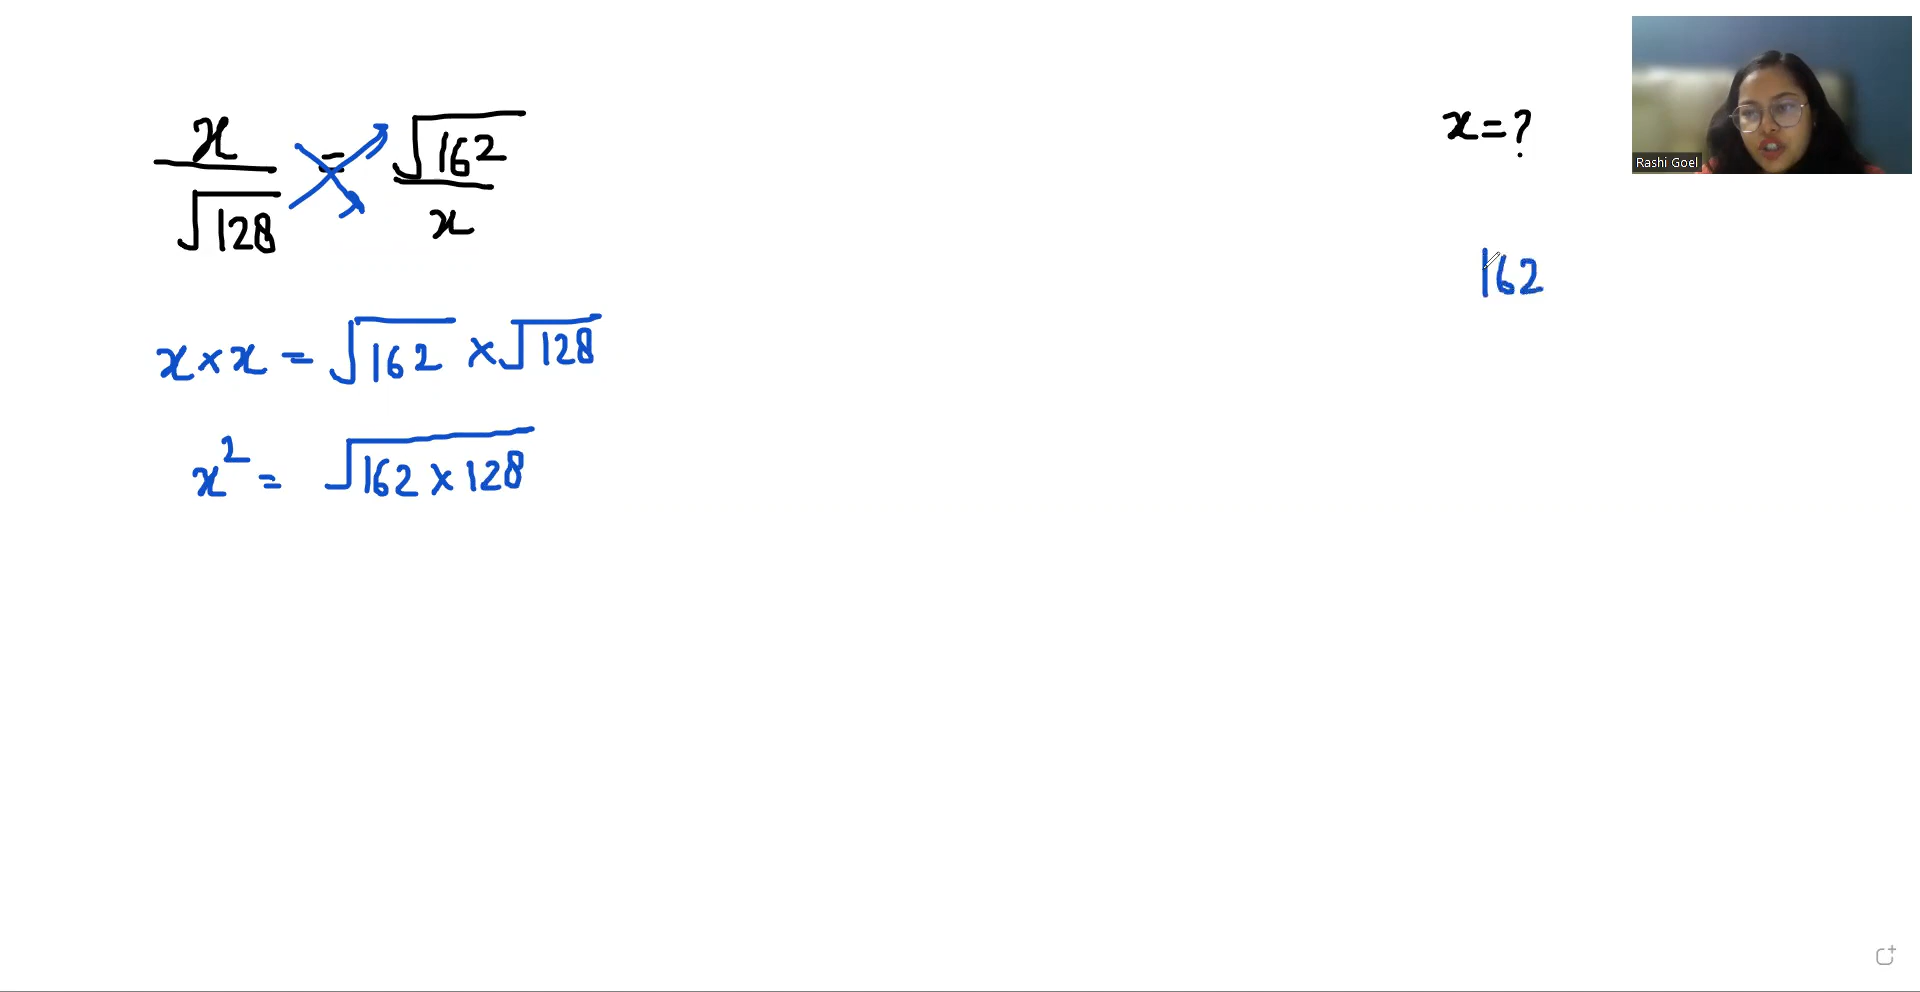 x/√128 = √162/x
x = ?
Rashi Goel
162
x × x = √162 × √128
x² = √162 × 128